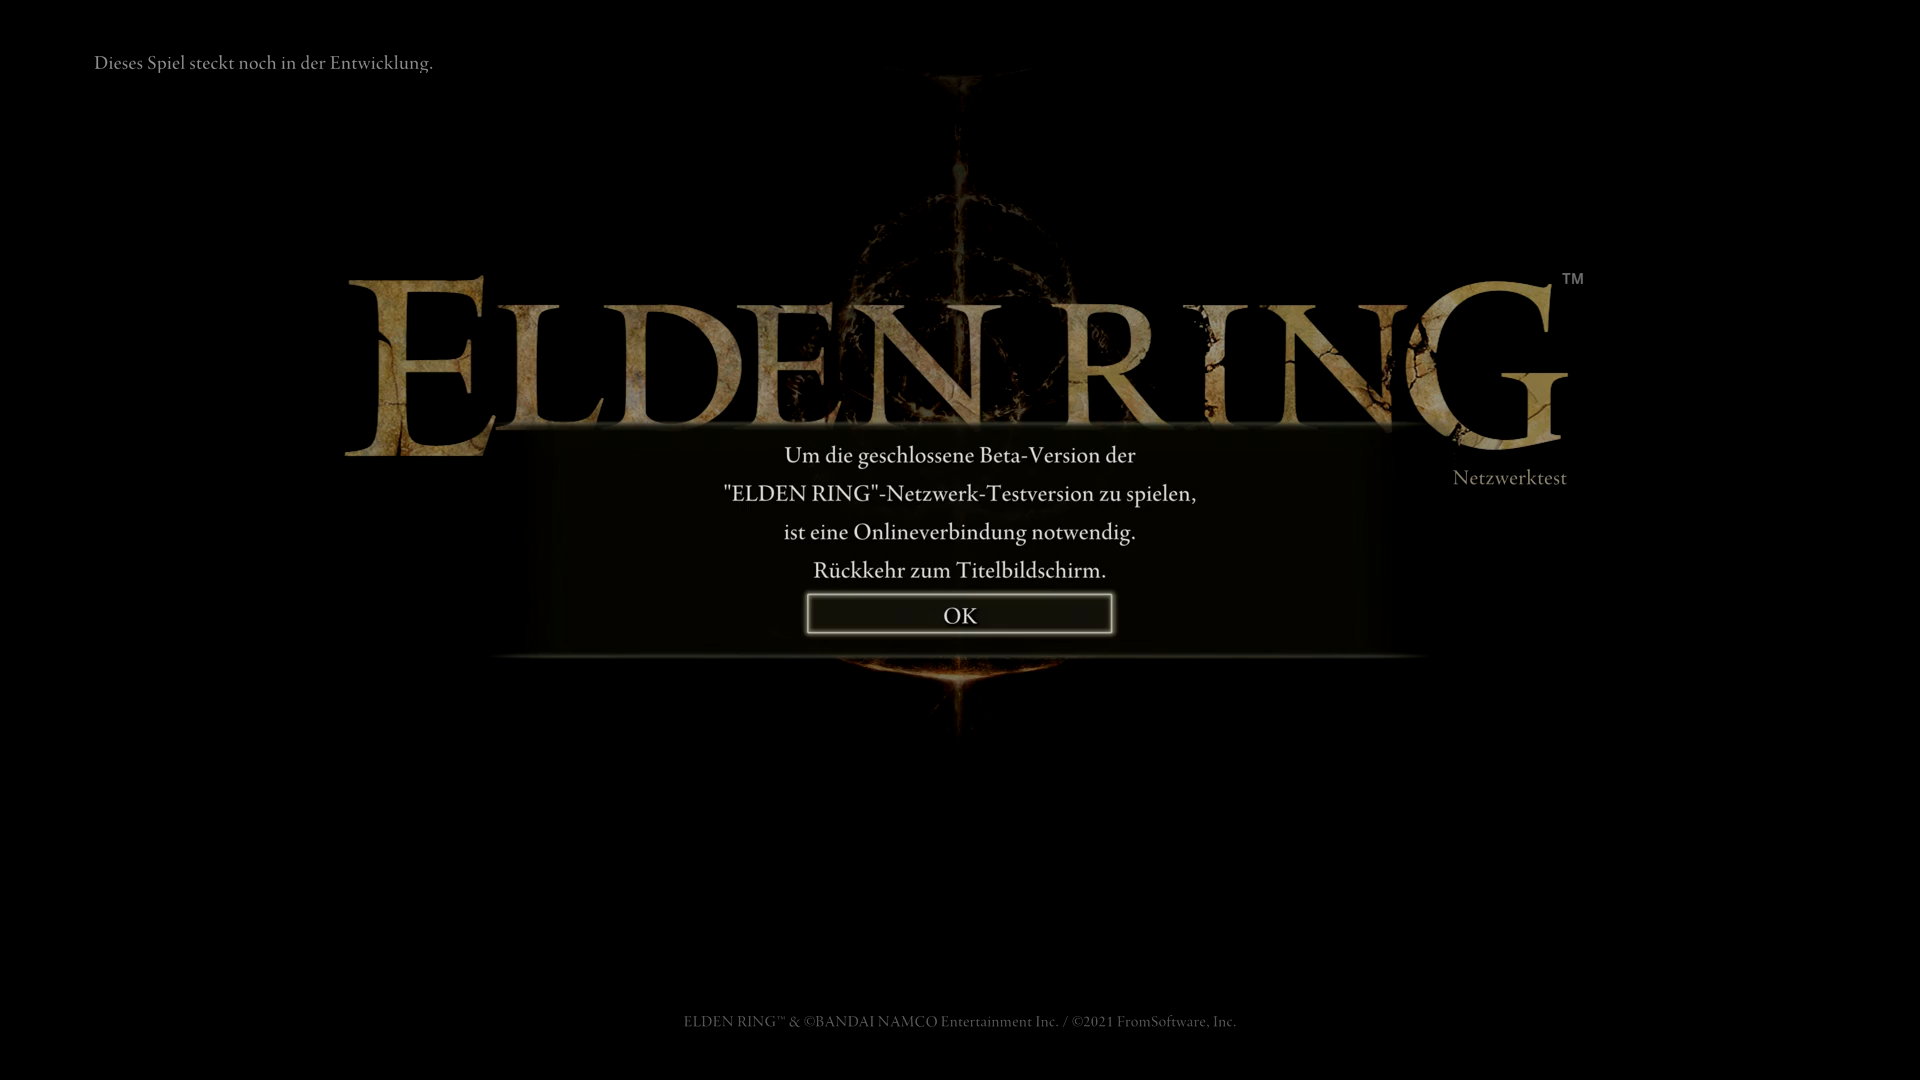 Dieses Spiel steckt noch in der Entwicklung.
ELDEN RING™
Netzwerktest
Um die geschlossene Beta-Version der
"ELDEN RING"-Netzwerk-Testversion zu spielen,
ist eine Onlineverbindung notwendig.
Rückkehr zum Titelbildschirm.
OK
ELDEN RING™ & ©BANDAI NAMCO Entertainment Inc. / ©2021 FromSoftware, Inc.